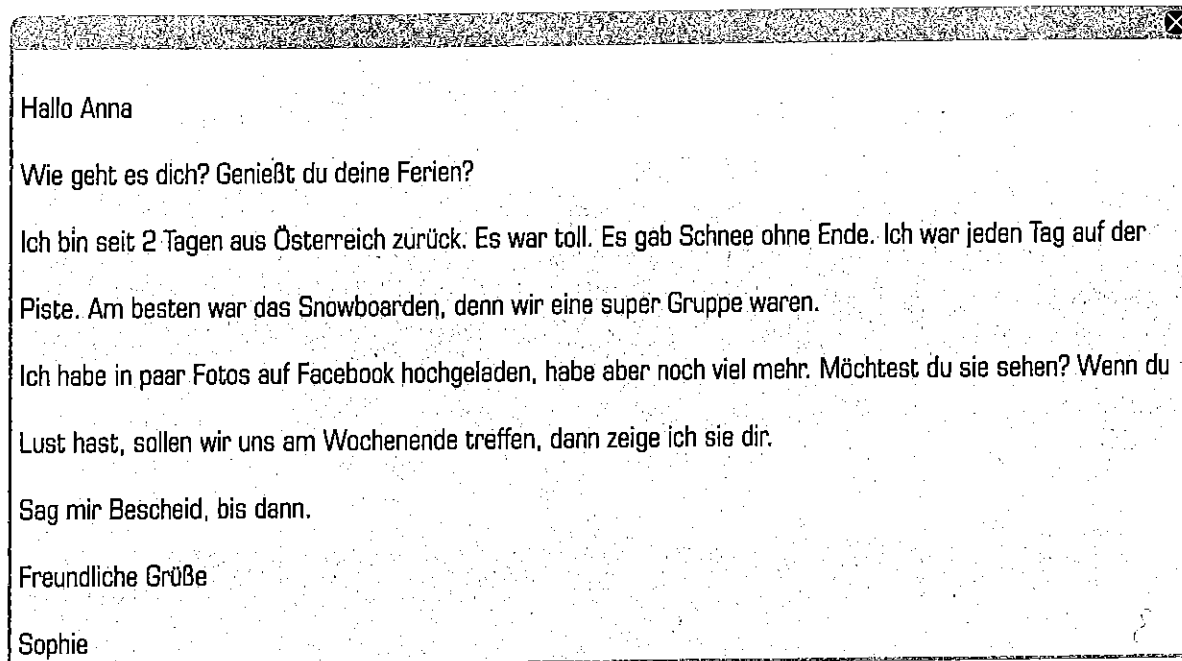 Hallo Anna
Wie geht es dich? Genießt du deine Ferien?
Ich bin seit 2 Tagen aus Österreich zurück. Es war toll. Es gab Schnee ohne Ende. Ich war jeden Tag auf der
Piste. Am besten war das Snowboarden, denn wir eine super Gruppe waren.
Ich habe in paar Fotos auf Facebook hochgeladen, habe aber noch viel mehr. Möchtest du sie sehen? Wenn du
Lust hast, sollen wir uns am Wochenende treffen, dann zeige ich sie dir.
Sag mir Bescheid, bis dann.
Freundliche Grüße
Sophie